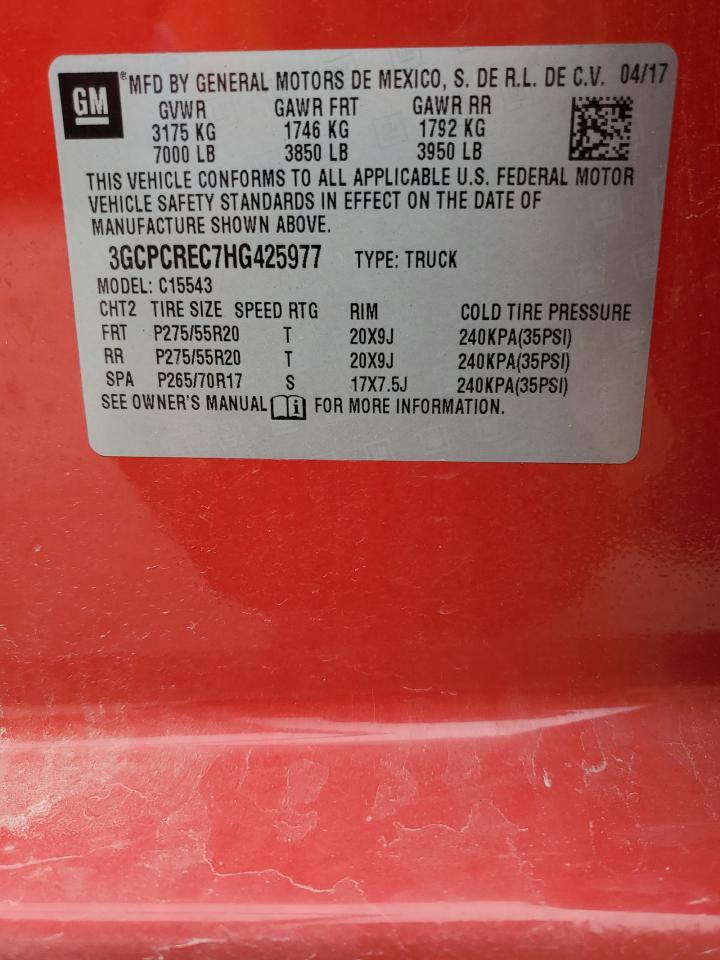 GM
® MFD BY GENERAL MOTORS DE MEXICO, S. DE R.L. DE C.V. 04/17
GVWR GAWR FRT GAWR RR
3175 KG 1746 KG 1792 KG
7000 LB 3850 LB 3950 LB
THIS VEHICLE CONFORMS TO ALL APPLICABLE U.S. FEDERAL MOTOR
VEHICLE SAFETY STANDARDS IN EFFECT ON THE DATE OF
MANUFACTURE SHOWN ABOVE.
3GCPCREC7HG425977 TYPE: TRUCK
MODEL: C15543
CHT2 TIRE SIZE SPEED RTG RIM COLD TIRE PRESSURE
FRT P275/55R20 T 20X9J 240KPA(35PSI)
RR P275/55R20 T 20X9J 240KPA(35PSI)
SPA P265/70R17 S 17X7.5J 240KPA(35PSI)
SEE OWNER'S MANUAL i FOR MORE INFORMATION.